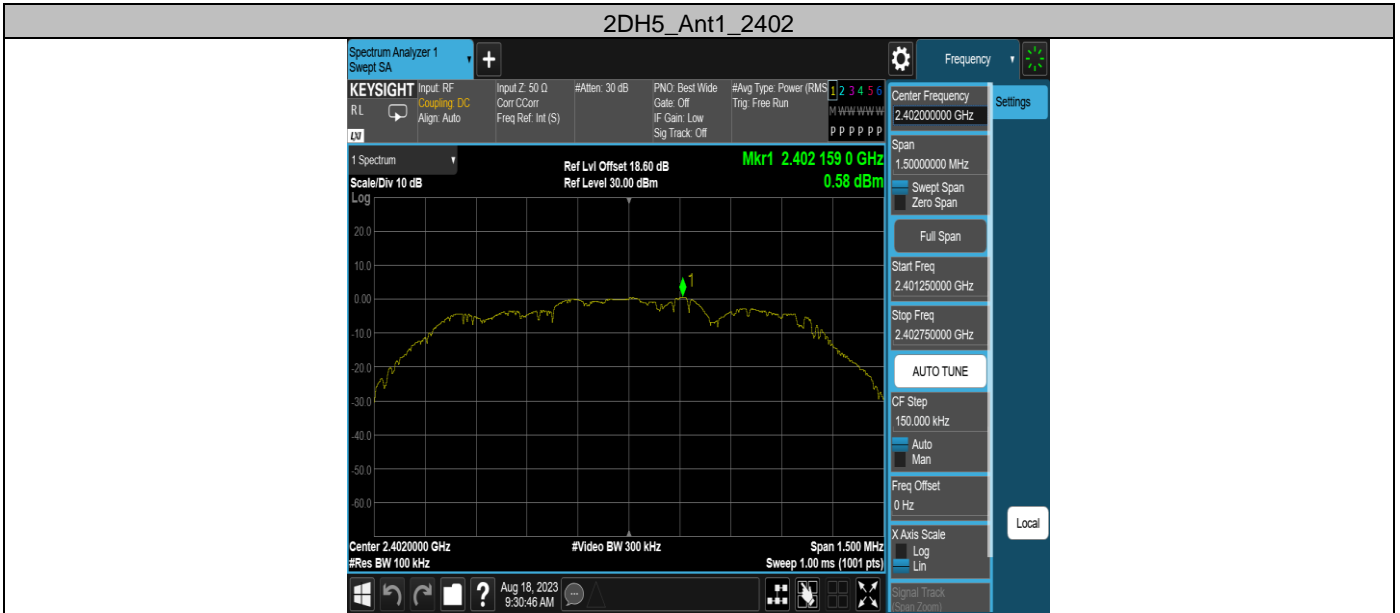 2DH5_Ant1_2402
Spectrum Analyzer 1
Swept SA
Frequency
KEYSIGHT
RL
LXI
Input: RF
Coupling: DC
Align: Auto
Input Z: 50 Ω
Corr CCorr
Freq Ref: Int (S)
#Atten: 30 dB
PNO: Best Wide
Gate: Off
IF Gain: Low
Sig Track: Off
#Avg Type: Power (RMS
Trig: Free Run
1 2 3 4 5 6
M W W W W W
P P P P P P
1 Spectrum
Scale/Div 10 dB
Log
Ref Lvl Offset 18.60 dB
Ref Level 30.00 dBm
Mkr1 2.402 159 0 GHz
0.58 dBm
20.0
10.0
0.00
-10.0
-20.0
-30.0
-40.0
-50.0
-60.0
1
Center 2.4020000 GHz
#Res BW 100 kHz
#Video BW 300 kHz
Span 1.500 MHz
Sweep 1.00 ms (1001 pts)
Center Frequency
2.402000000 GHz
Settings
Span
1.50000000 MHz
Swept Span
Zero Span
Full Span
Start Freq
2.401250000 GHz
Stop Freq
2.402750000 GHz
AUTO TUNE
CF Step
150.000 kHz
Auto
Man
Freq Offset
0 Hz
X Axis Scale
Log
Lin
Signal Track
(Span Zoom)
Local
?
Aug 18, 2023
9:30:46 AM